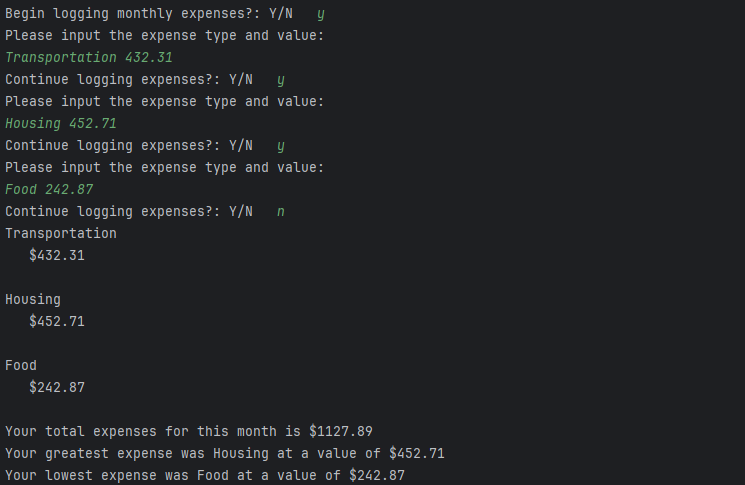 Begin logging monthly expenses?: Y/N   y
Please input the expense type and value:
Transportation 432.31
Continue logging expenses?: Y/N   y
Please input the expense type and value:
Housing 452.71
Continue logging expenses?: Y/N   y
Please input the expense type and value:
Food 242.87
Continue logging expenses?: Y/N   n
Transportation
   $432.31

Housing
   $452.71

Food
   $242.87

Your total expenses for this month is $1127.89
Your greatest expense was Housing at a value of $452.71
Your lowest expense was Food at a value of $242.87